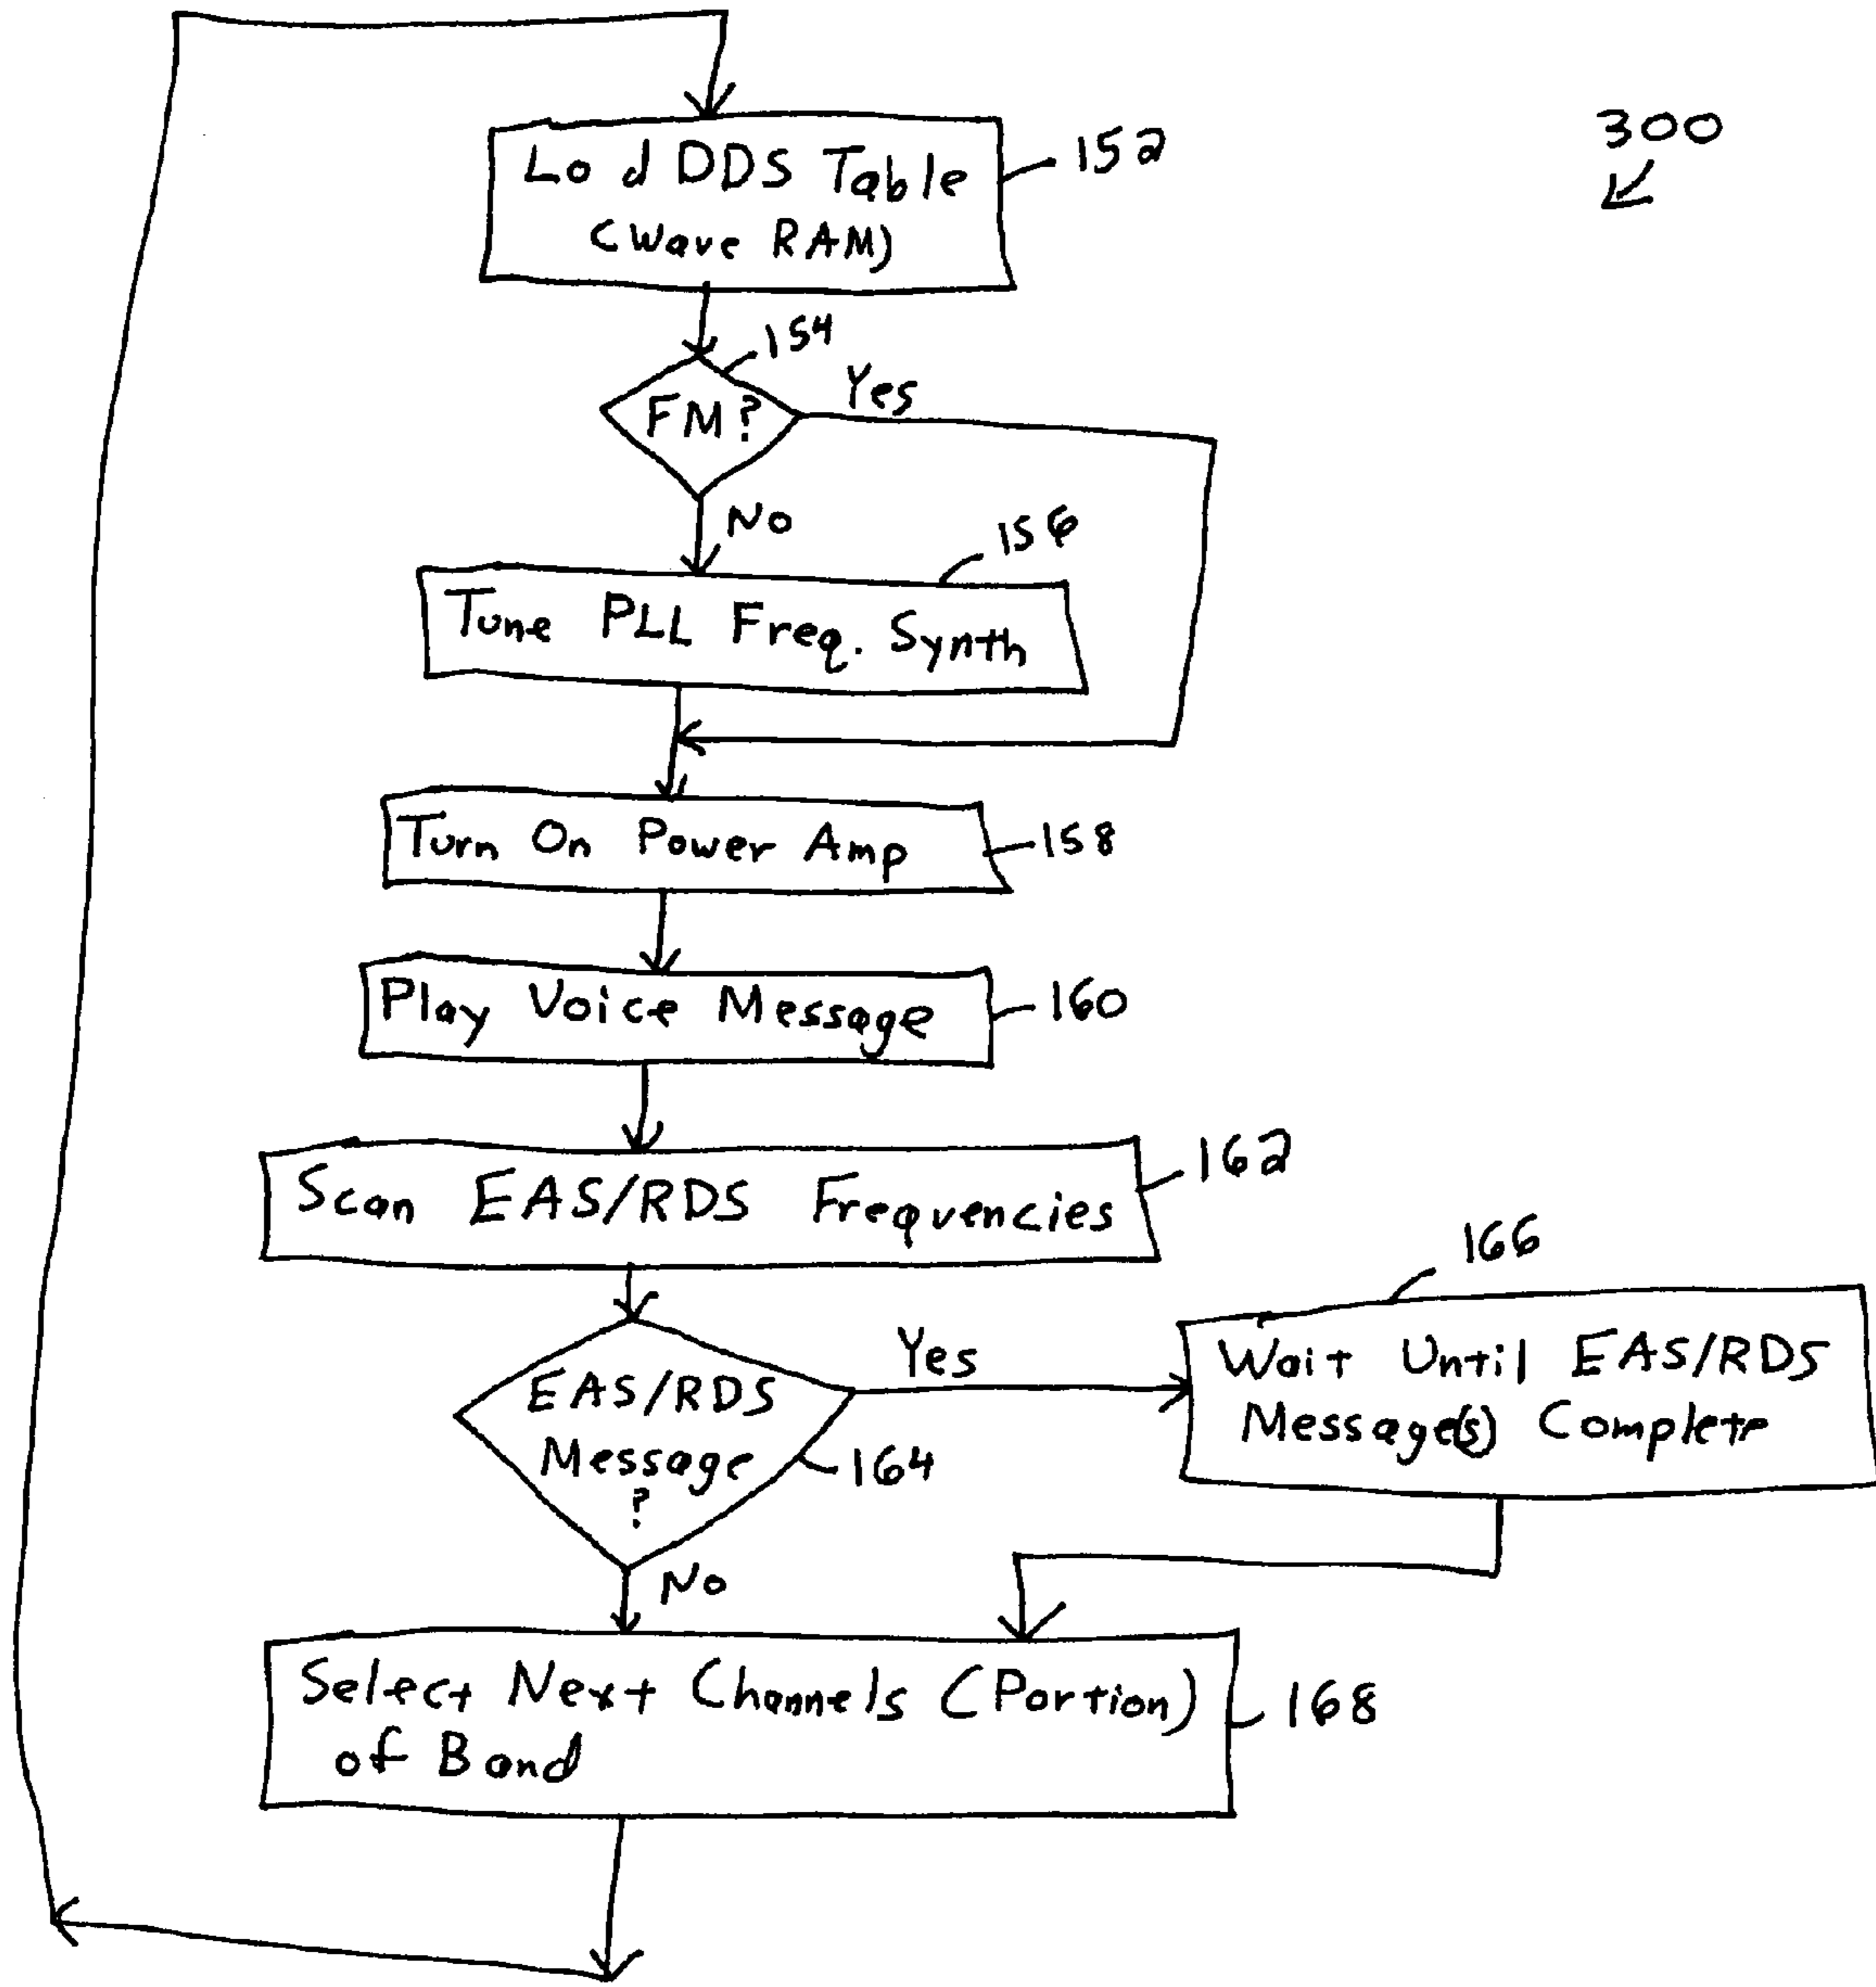 300
Lo d DDS Table
(Wave RAM)
152
154
FM?
Yes
No
156
Tune PLL Freq. Synth
Turn On Power Amp
158
Play Voice Message
160
Scan EAS/RDS Frequencies
162
EAS/RDS
Message
?
164
Yes
No
166
Wait Until EAS/RDS
Message(s) Complete
Select Next Channels (Portion)
of Band
168